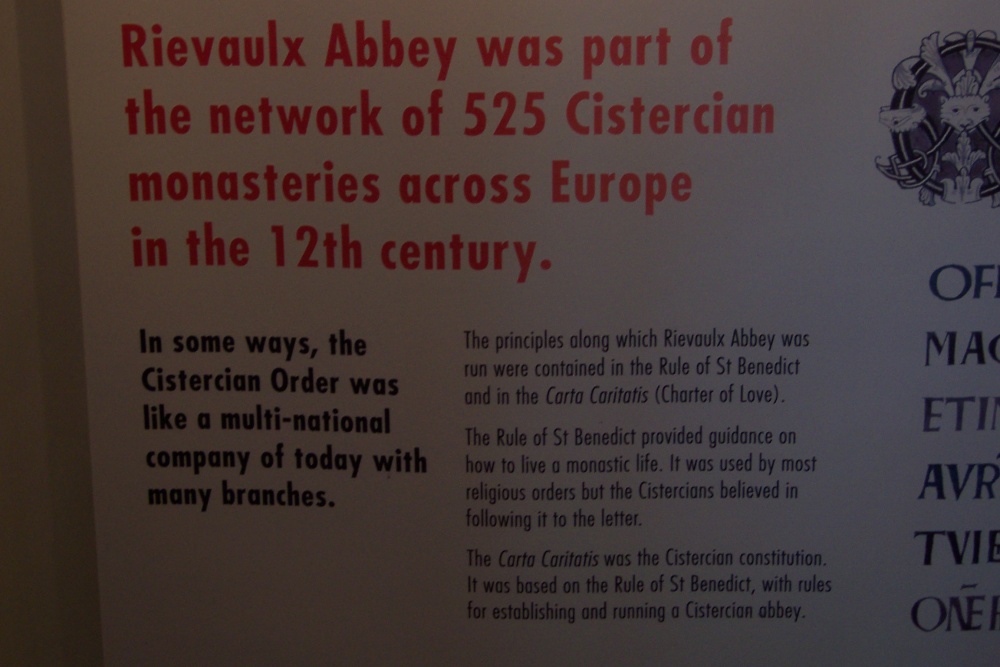 Rievaulx Abbey was part of
the network of 525 Cistercian
monasteries across Europe
in the 12th century.
In some ways, the
Cistercian Order was
like a multi-national
company of today with
many branches.
The principles along which Rievaulx Abbey was
run were contained in the Rule of St Benedict
and in the Carta Caritatis (Charter of Love).
The Rule of St Benedict provided guidance on
how to live a monastic life. It was used by most
religious orders but the Cistercians believed in
following it to the letter.
The Carta Caritatis was the Cistercian constitution.
It was based on the Rule of St Benedict, with rules
for establishing and running a Cistercian abbey.